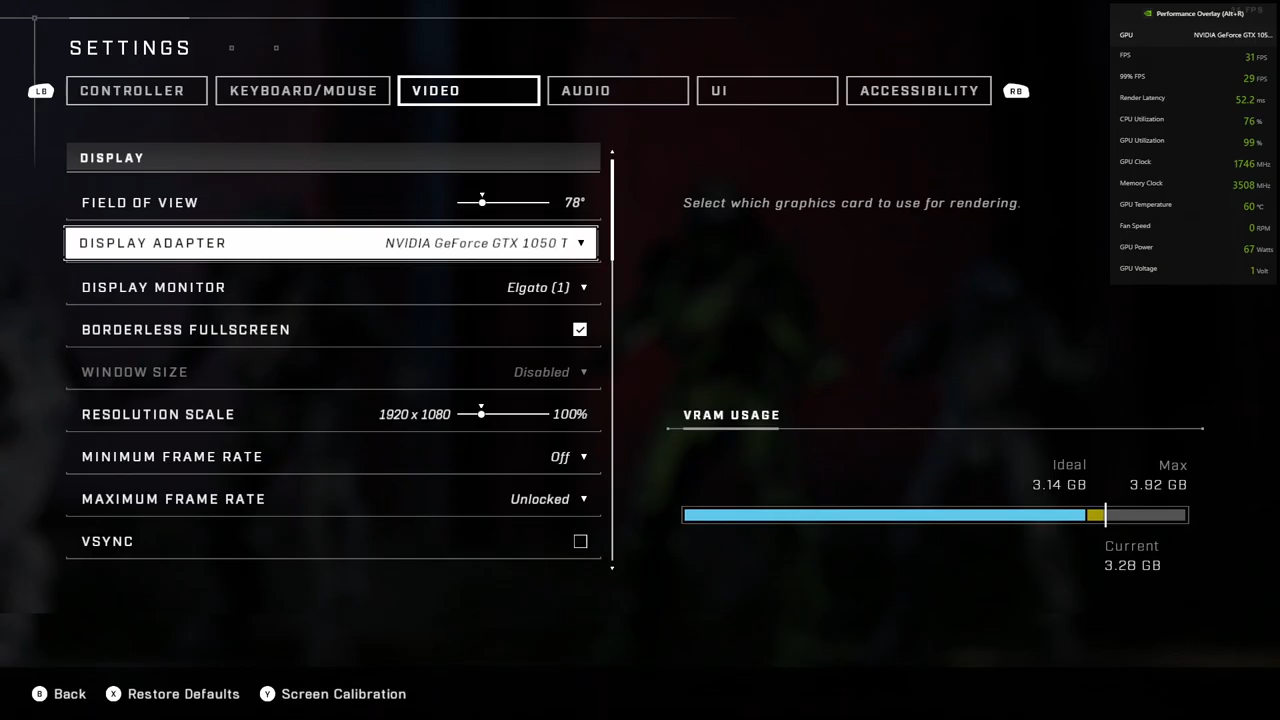 SETTINGS
LB
CONTROLLER
KEYBOARD/MOUSE
VIDEO
AUDIO
UI
ACCESSIBILITY
RB
DISPLAY
FIELD OF VIEW 78°
DISPLAY ADAPTER NVIDIA GeForce GTX 1050 T
DISPLAY MONITOR Elgato (1)
BORDERLESS FULLSCREEN
WINDOW SIZE Disabled
RESOLUTION SCALE 1920 x 1080 100%
MINIMUM FRAME RATE Off
MAXIMUM FRAME RATE Unlocked
VSYNC
Select which graphics card to use for rendering.
VRAM USAGE
Ideal Max
3.14 GB 3.92 GB
Current
3.28 GB
Performance Overlay (Alt+R)
GPU NVIDIA GeForce GTX 105...
FPS 31 FPS
99% FPS 29 FPS
Render Latency 52.2 ms
CPU Utilization 76 %
GPU Utilization 99 %
GPU Clock 1746 MHz
Memory Clock 3508 MHz
GPU Temperature 60 °C
Fan Speed 0 RPM
GPU Power 67 Watts
GPU Voltage 1 Volt
B Back X Restore Defaults Y Screen Calibration